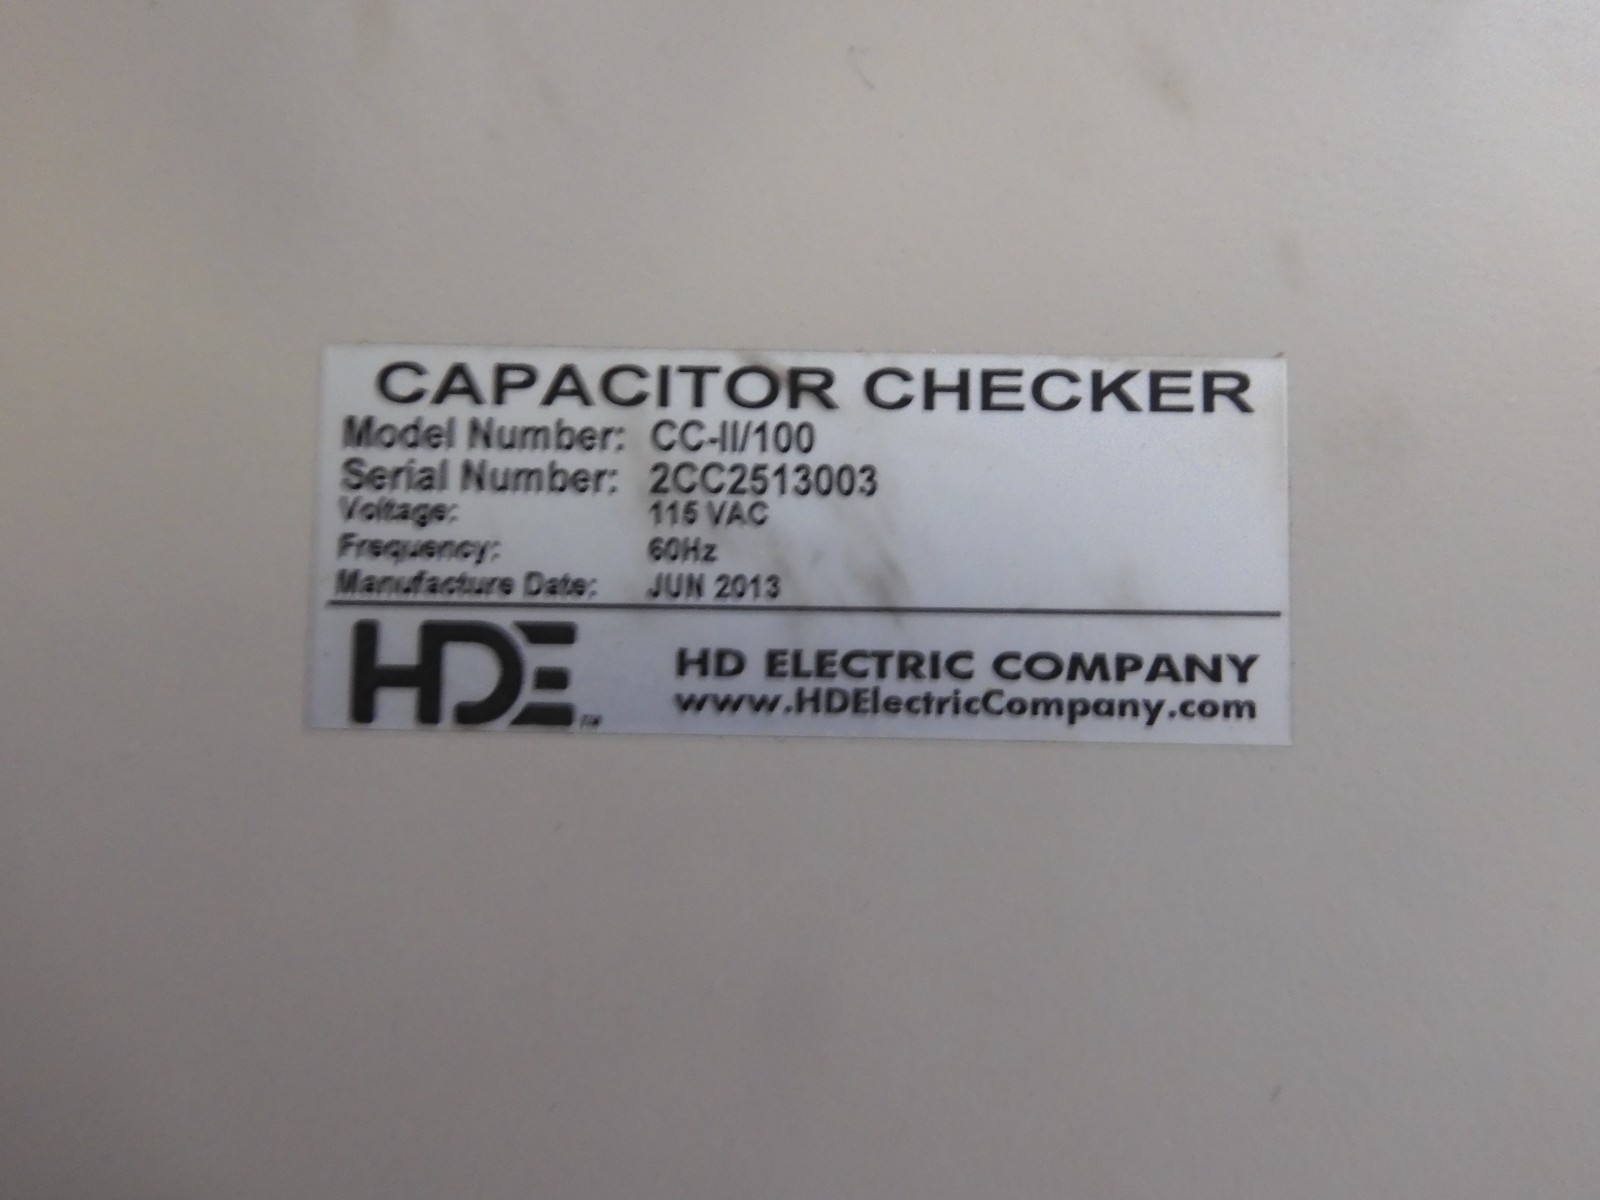 CAPACITOR CHECKER
Model Number: CC-II/100
Serial Number: 2CC2513003
Voltage: 115 VAC
Frequency: 60Hz
Manufacture Date: JUN 2013
HDE™
HD ELECTRIC COMPANY
www.HDElectricCompany.com